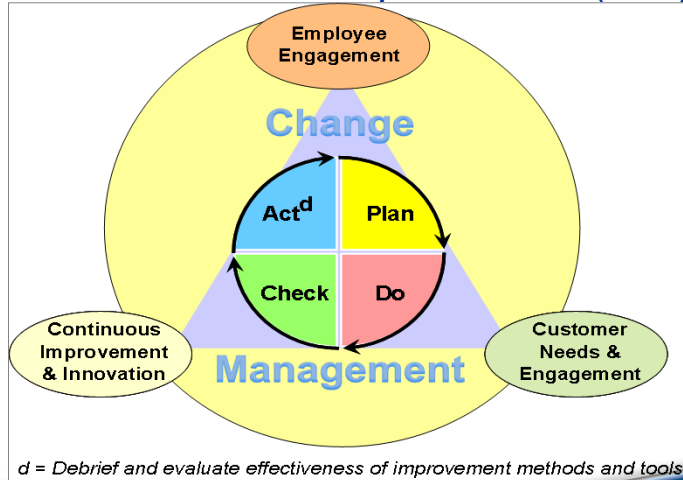 Employee
Engagement
Change
Act^d
Plan
Check
Do
Continuous
Improvement
& Innovation
Customer
Needs &
Engagement
Management
d = Debrief and evaluate effectiveness of improvement methods and tools